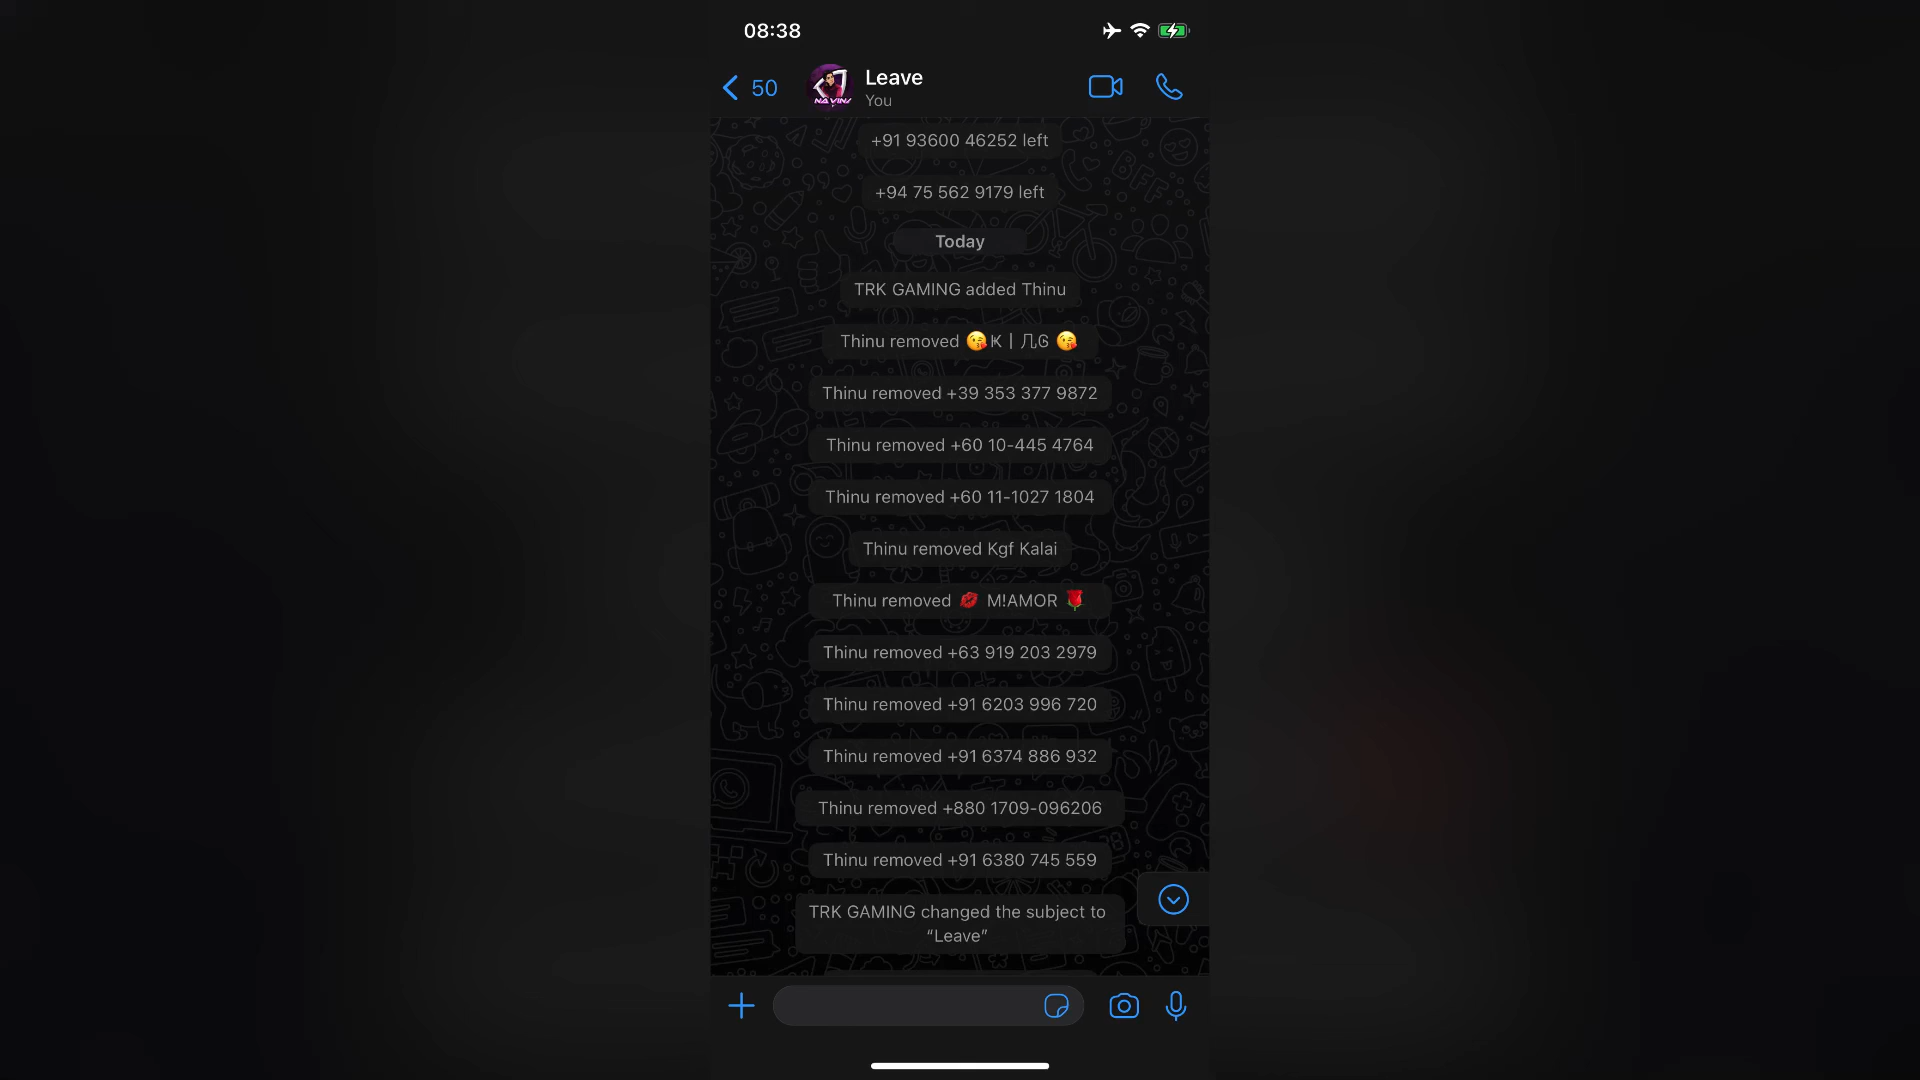 08:38
50
Leave
You
+91 93600 46252 left
+94 75 562 9179 left
Today
TRK GAMING added Thinu
Thinu removed 😘 ₭ | 几Ꮆ 😘
Thinu removed +39 353 377 9872
Thinu removed +60 10-445 4764
Thinu removed +60 11-1027 1804
Thinu removed Kgf Kalai
Thinu removed 💋 M!AMOR 🌹
Thinu removed +63 919 203 2979
Thinu removed +91 6203 996 720
Thinu removed +91 6374 886 932
Thinu removed +880 1709-096206
Thinu removed +91 6380 745 559
TRK GAMING changed the subject to
“Leave”